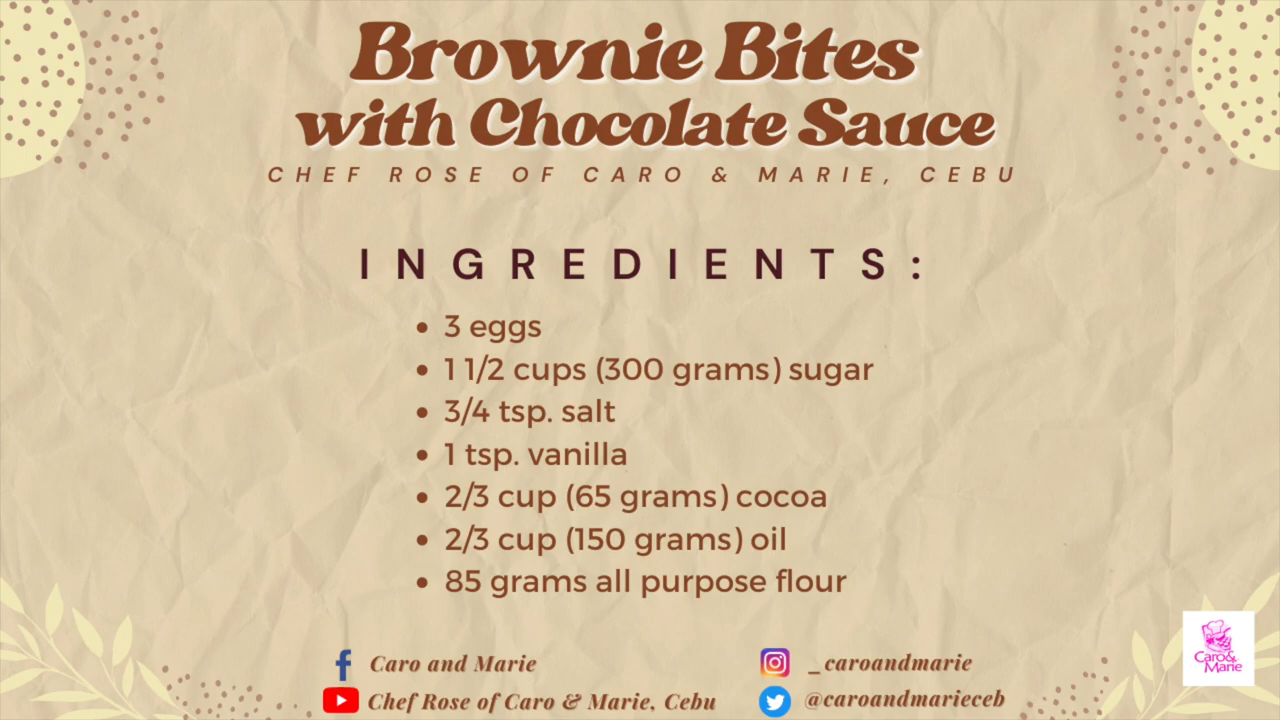 Brownie Bites
with Chocolate Sauce
CHEF ROSE OF CARO & MARIE, CEBU
INGREDIENTS:
• 3 eggs
• 1 1/2 cups (300 grams) sugar
• 3/4 tsp. salt
• 1 tsp. vanilla
• 2/3 cup (65 grams) cocoa
• 2/3 cup (150 grams) oil
• 85 grams all purpose flour
Caro and Marie
_caroandmarie
Chef Rose of Caro & Marie, Cebu
@caroandmarieceb
Caro&
Marie